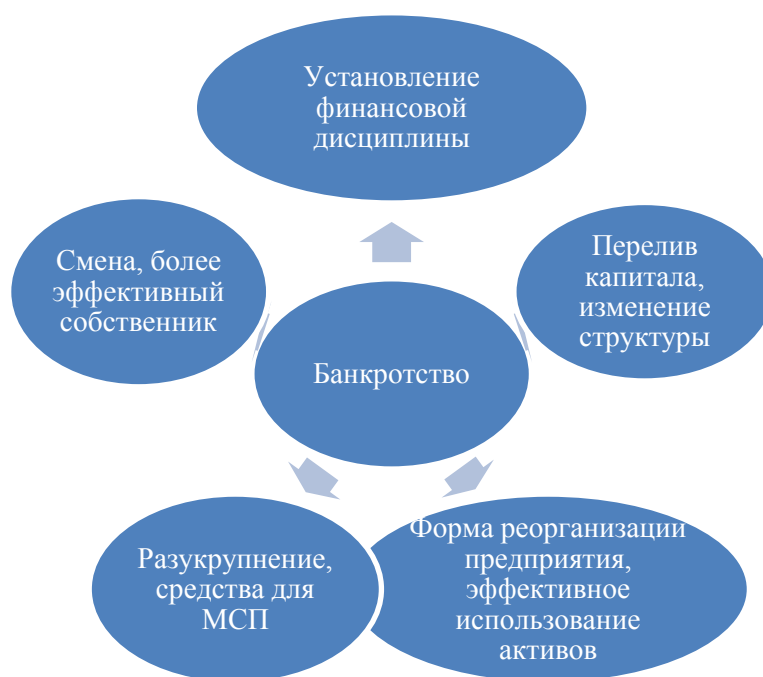 Установление
финансовой
дисциплины
Смена, более
эффективный
собственник
Перелив
капитала,
изменение
структуры
Банкротство
Разукрупнение,
средства для
МСП
Форма реорганизации
предприятия,
эффективное
использование
активов